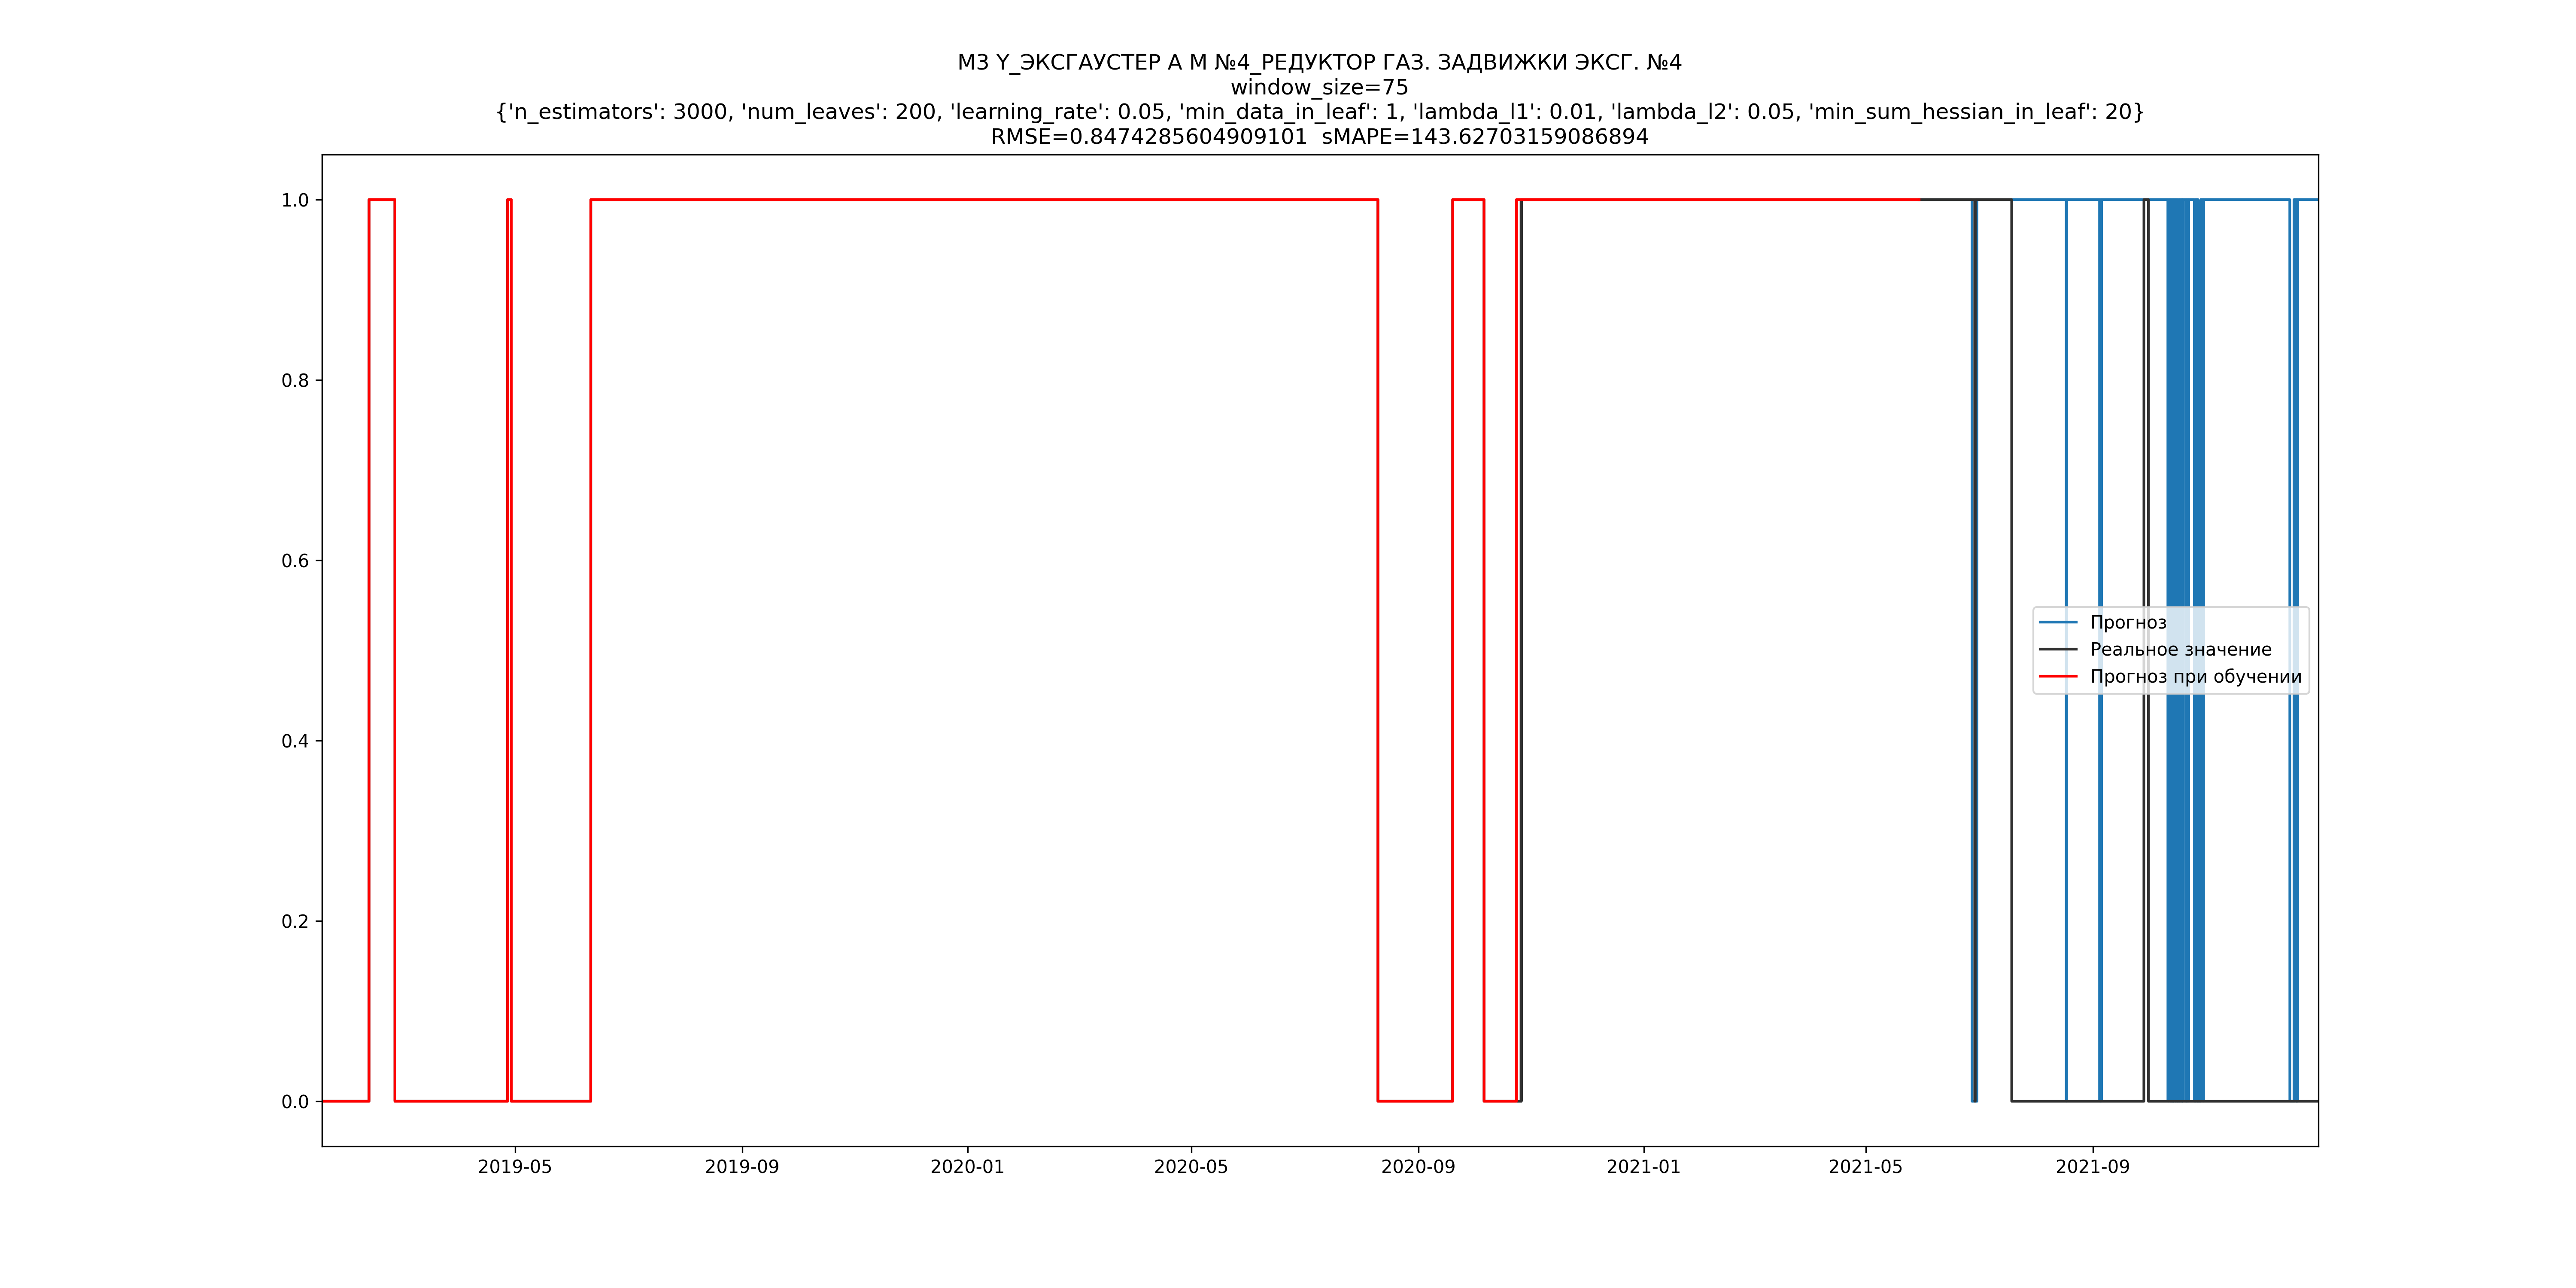 М3 Y_ЭКСГАУСТЕР А М №4_РЕДУКТОР ГАЗ. ЗАДВИЖКИ ЭКСГ. №4
window_size=75
{'n_estimators': 3000, 'num_leaves': 200, 'learning_rate': 0.05, 'min_data_in_leaf': 1, 'lambda_l1': 0.01, 'lambda_l2': 0.05, 'min_sum_hessian_in_leaf': 20}
RMSE=0.8474285604909101  sMAPE=143.62703159086894
1.0
0.8
0.6
0.4
0.2
0.0
Прогноз
Реальное значение
Прогноз при обучении
2019-05 2019-09 2020-01 2020-05 2020-09 2021-01 2021-05 2021-09